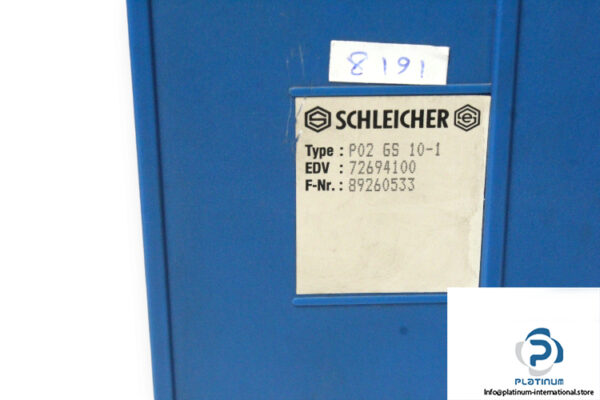 8191
SCHLEICHER
Type : P02 GS 10-1
EDV : 72694100
F-Nr. : 89260533
PLATINUM
Info@platinum-international.store